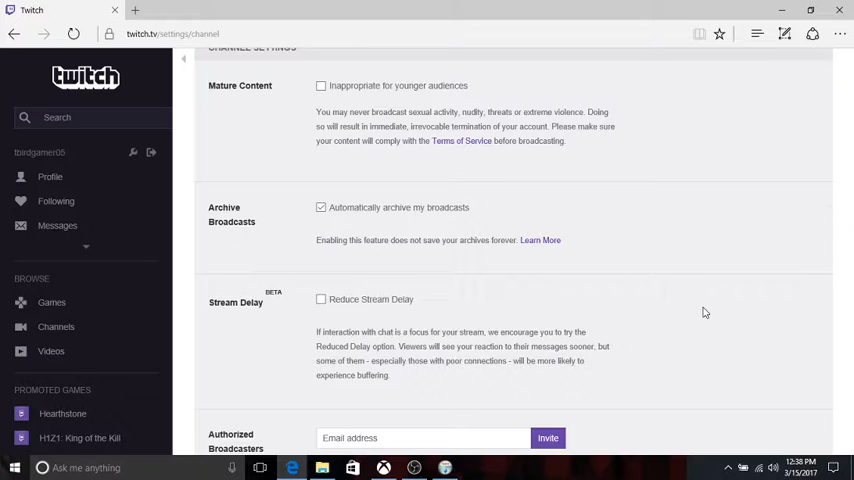 Twitch
twitch.tv/settings/channel
CHANNEL SETTINGS
twitch
Search
tbirdgamer05
Profile
Following
Messages
BROWSE
Games
Channels
Videos
PROMOTED GAMES
Hearthstone
H1Z1: King of the Kill
Mature Content
Inappropriate for younger audiences
You may never broadcast sexual activity, nudity, threats or extreme violence. Doing
so will result in immediate, irrevocable termination of your account. Please make sure
your content will comply with the Terms of Service before broadcasting.
Archive
Broadcasts
Automatically archive my broadcasts
Enabling this feature does not save your archives forever. Learn More
BETA
Stream Delay
Reduce Stream Delay
If interaction with chat is a focus for your stream, we encourage you to try the
Reduced Delay option. Viewers will see your reaction to their messages sooner, but
some of them - especially those with poor connections - will be more likely to
experience buffering.
Authorized
Broadcasters
Email address
Invite
Ask me anything
12:38 PM
3/15/2017